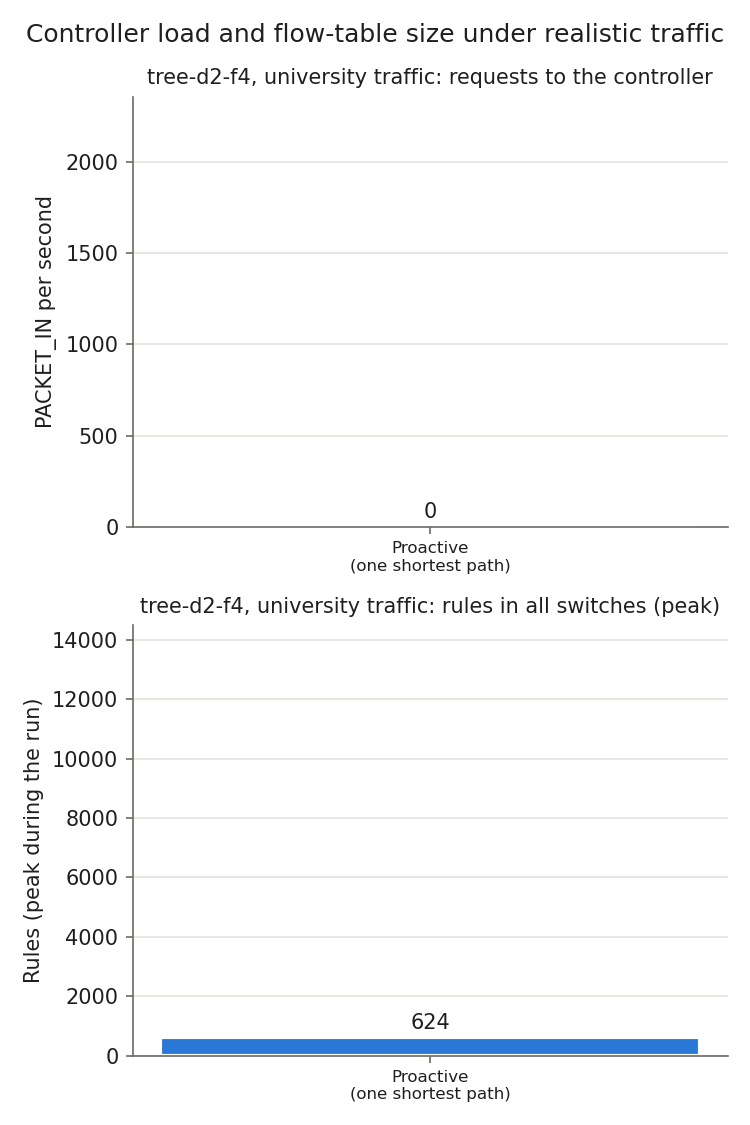 Controller load and flow-table size under realistic traffic
tree-d2-f4, university traffic: requests to the controller
PACKET_IN per second
2000
1500
1000
500
0
0
Proactive
(one shortest path)
tree-d2-f4, university traffic: rules in all switches (peak)
Rules (peak during the run)
14000
12000
10000
8000
6000
4000
2000
0
624
Proactive
(one shortest path)